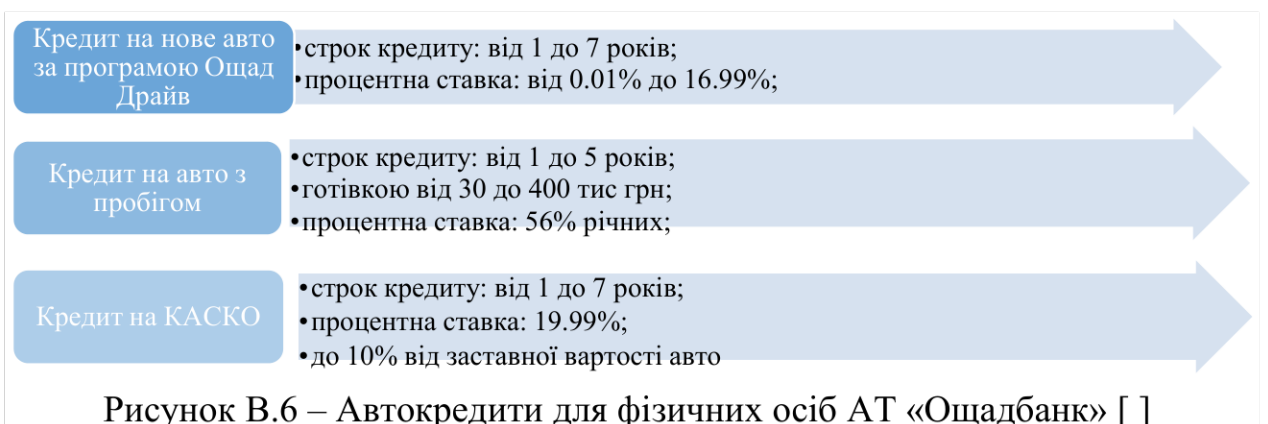 Кредит на нове авто
за програмою Ощад
Драйв
•строк кредиту: від 1 до 7 років;
•процентна ставка: від 0.01% до 16.99%;
Кредит на авто з
пробігом
•строк кредиту: від 1 до 5 років;
•готівкою від 30 до 400 тис грн;
•процентна ставка: 56% річних;
Кредит на КАСКО
•строк кредиту: від 1 до 7 років;
•процентна ставка: 19.99%;
•до 10% від заставної вартості авто
Рисунок В.6 – Автокредити для фізичних осіб АТ «Ощадбанк» [ ]